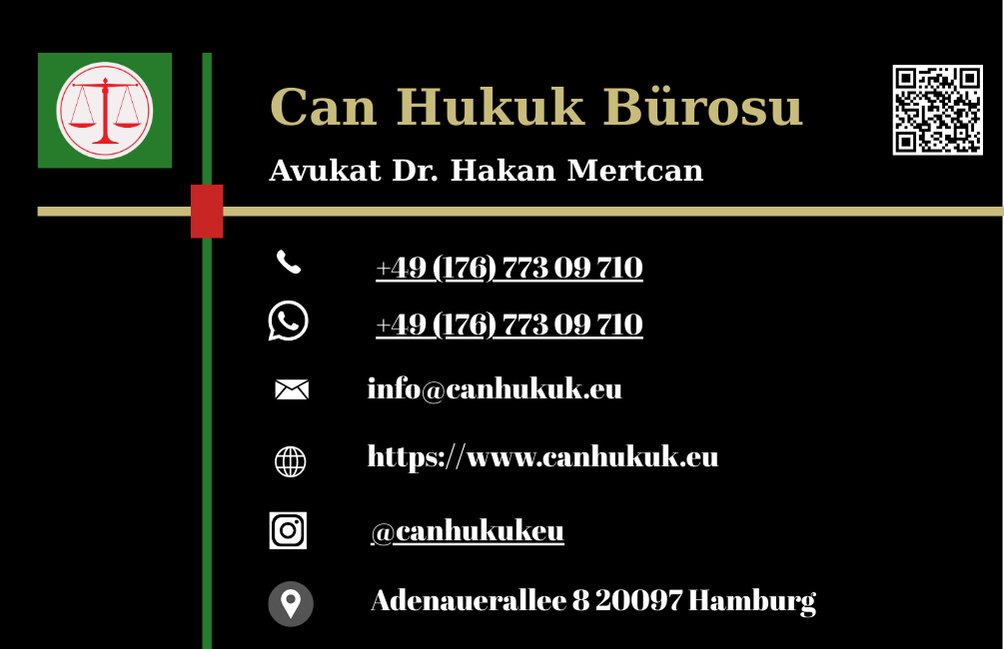 Can Hukuk Bürosu
Avukat Dr. Hakan Mertcan
+49 (176) 773 09 710
+49 (176) 773 09 710
info@canhukuk.eu
https://www.canhukuk.eu
@canhukukeu
Adenauerallee 8 20097 Hamburg